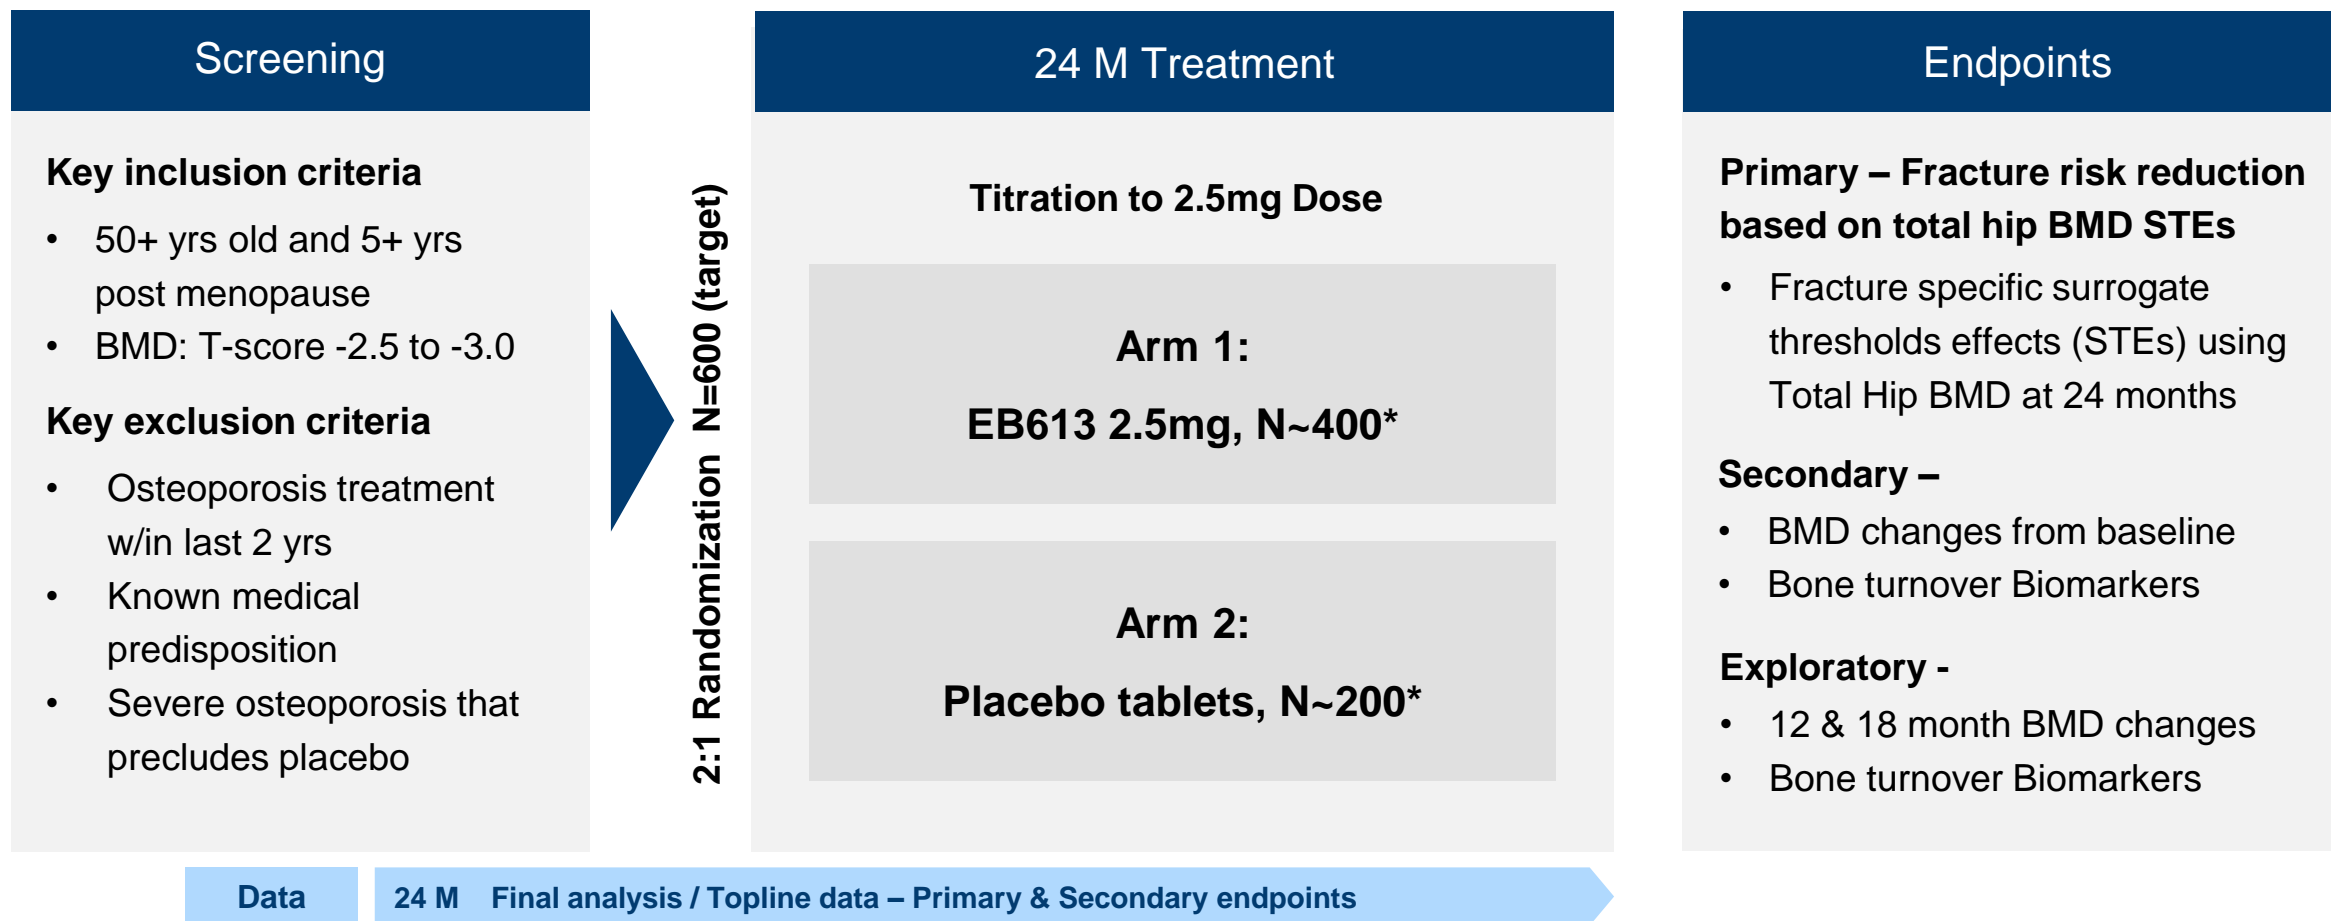 Screening
Key inclusion criteria
• 50+ yrs old and 5+ yrs
post menopause
• BMD: T-score -2.5 to -3.0
Key exclusion criteria
• Osteoporosis treatment
w/in last 2 yrs
• Known medical
predisposition
• Severe osteoporosis that
precludes placebo
2:1 Randomization N=600 (target)
24 M Treatment
Titration to 2.5mg Dose
Arm 1:
EB613 2.5mg, N~400*
Arm 2:
Placebo tablets, N~200*
Endpoints
Primary – Fracture risk reduction
based on total hip BMD STEs
• Fracture specific surrogate
thresholds effects (STEs) using
Total Hip BMD at 24 months
Secondary –
• BMD changes from baseline
• Bone turnover Biomarkers
Exploratory -
• 12 & 18 month BMD changes
• Bone turnover Biomarkers
Data
24 M Final analysis / Topline data – Primary & Secondary endpoints